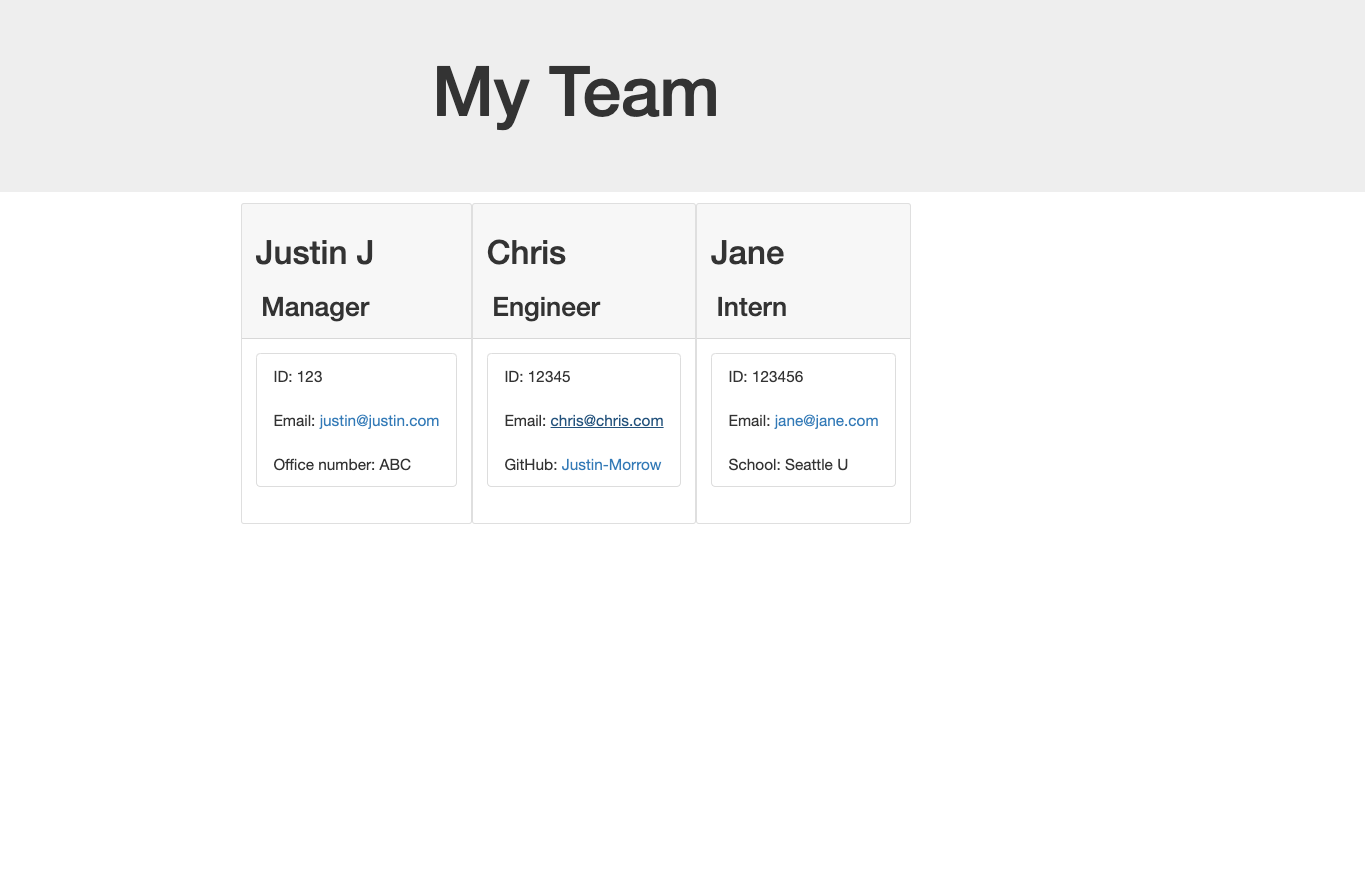 My Team
Justin J
Manager
ID: 123
Email: justin@justin.com
Office number: ABC
Chris
Engineer
ID: 12345
Email: chris@chris.com
GitHub: Justin-Morrow
Jane
Intern
ID: 123456
Email: jane@jane.com
School: Seattle U